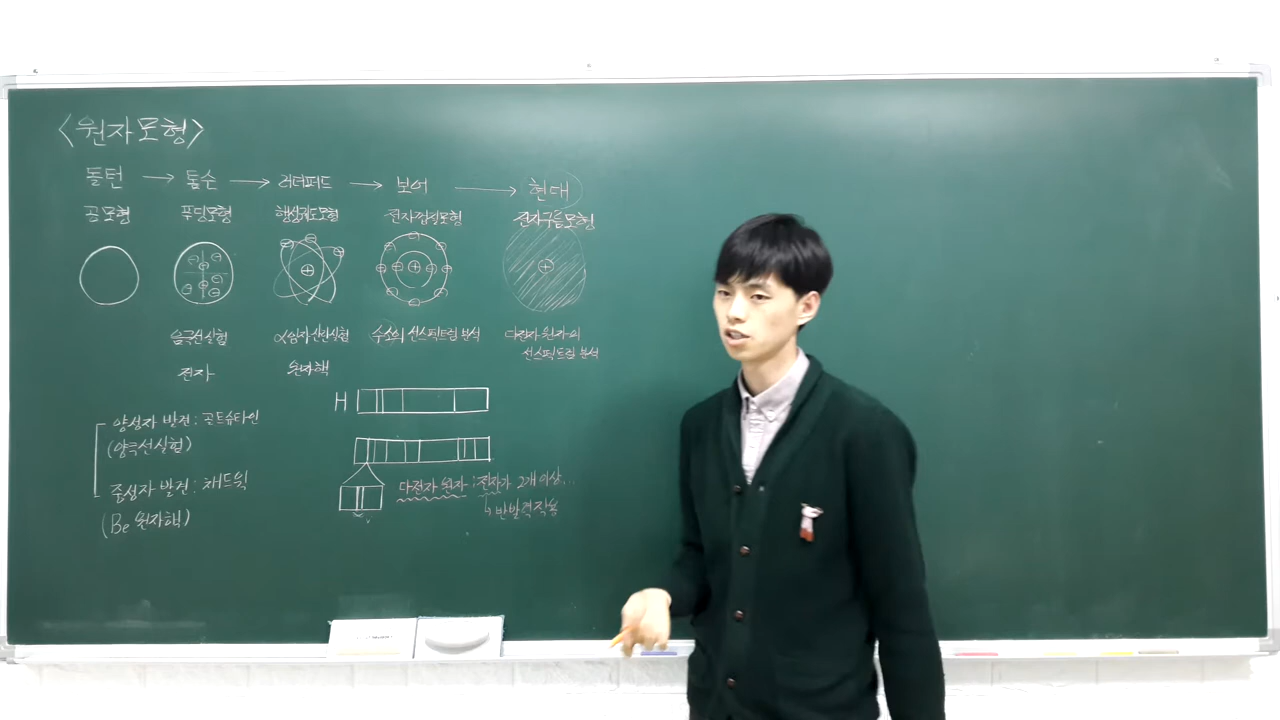 <원자모형>
돌턴 → 톰슨 → 러더퍼드 → 보어 → 현대
공모형 푸딩모형 행성궤도모형 전자껍질모형 전자구름모형
음극선실험 α입자산란실험 수소의 선스펙트럼 분석 다전자 원자의
선스펙트럼 분석
전자 원자핵
H
양성자 발견 : 골트슈타인
(양극선실험)
다전자 원자 : 전자가 2개 이상...
중성자 발견 : 채드윅
↳ 반발력작용
(Be 원자핵)